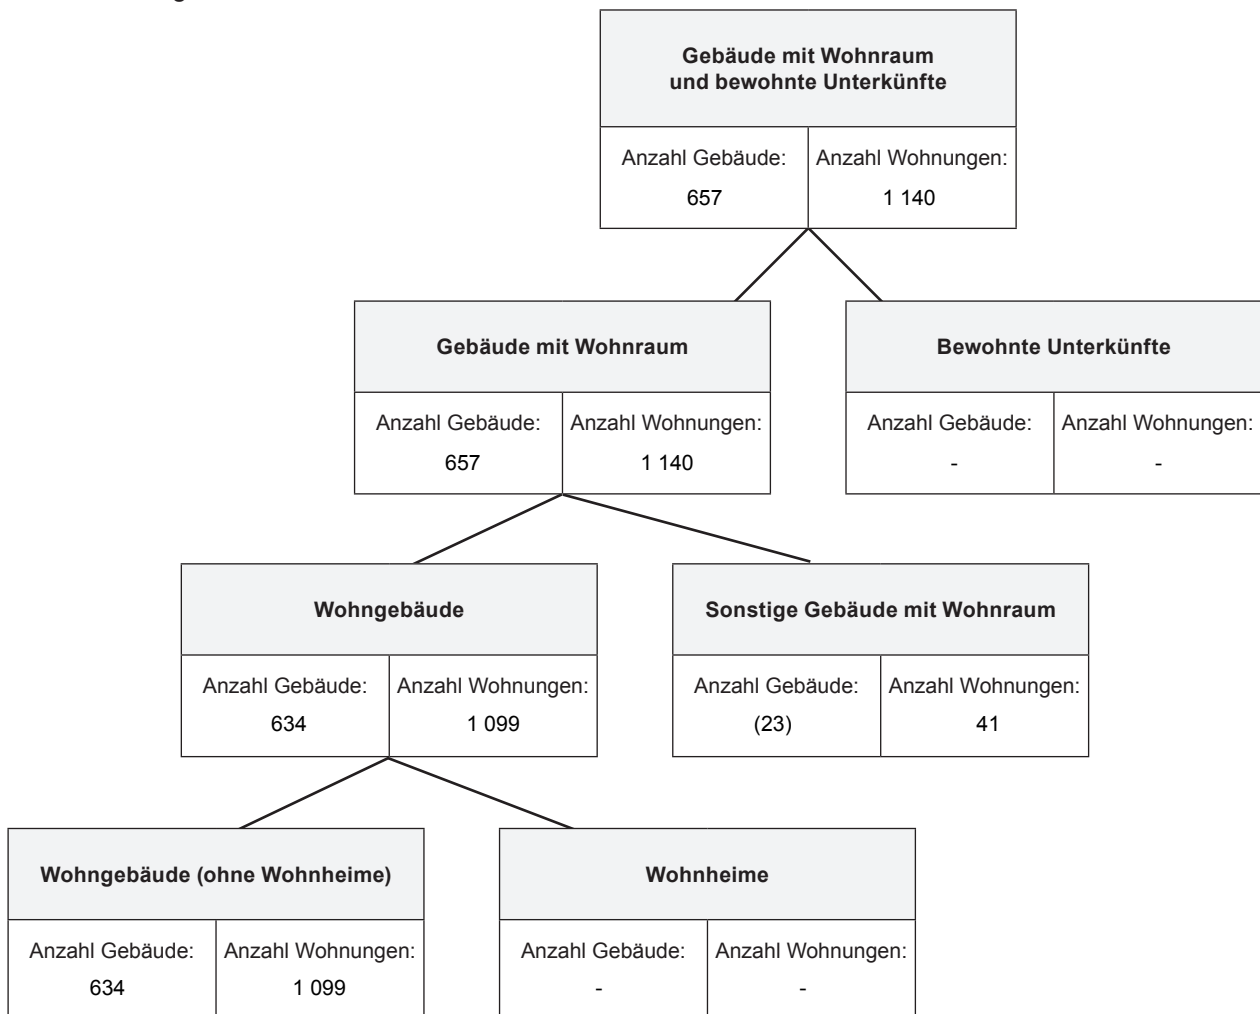 Gebäude mit Wohnraum
und bewohnte Unterkünfte
Anzahl Gebäude: Anzahl Wohnungen:
657 1 140
Gebäude mit Wohnraum Bewohnte Unterkünfte
Anzahl Gebäude: Anzahl Wohnungen: Anzahl Gebäude: Anzahl Wohnungen:
657 1 140 - -
Wohngebäude Sonstige Gebäude mit Wohnraum
Anzahl Gebäude: Anzahl Wohnungen: Anzahl Gebäude: Anzahl Wohnungen:
634 1 099 (23) 41
Wohngebäude (ohne Wohnheime) Wohnheime
Anzahl Gebäude: Anzahl Wohnungen: Anzahl Gebäude: Anzahl Wohnungen:
634 1 099 - -